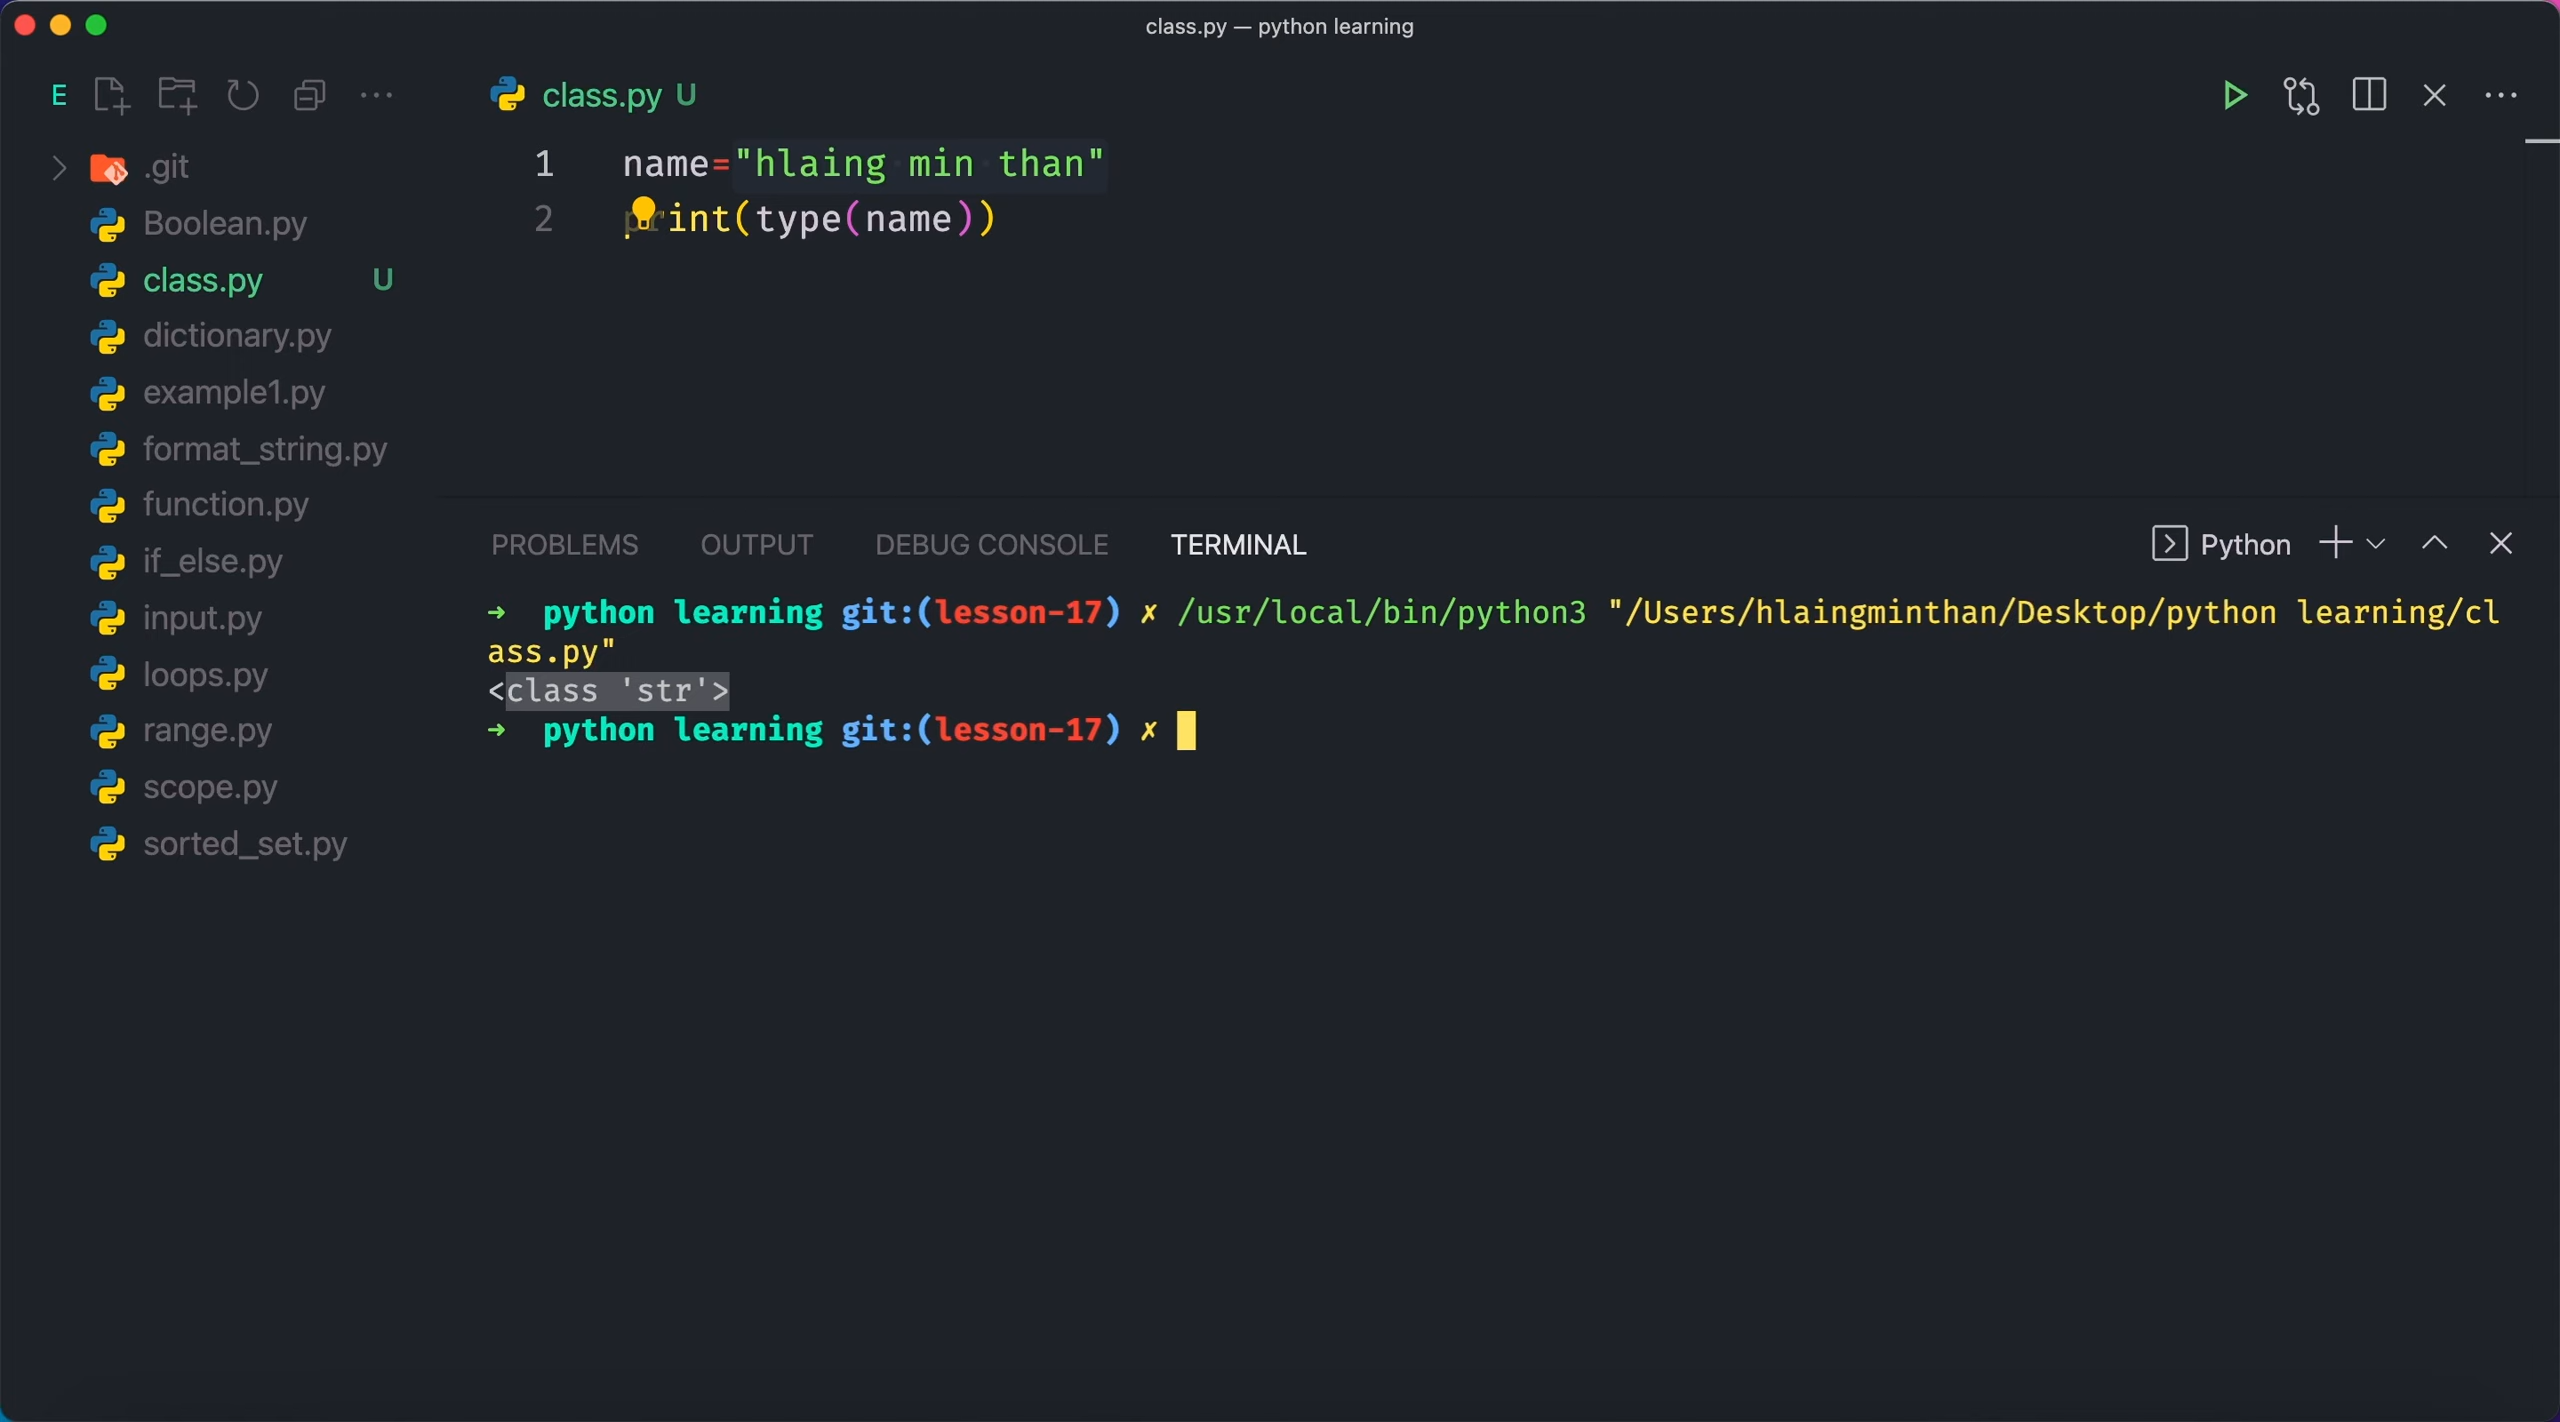 class.py — python learning
E
class.py U
.git
Boolean.py
class.py U
dictionary.py
example1.py
format_string.py
function.py
if_else.py
input.py
loops.py
range.py
scope.py
sorted_set.py
1 name="hlaing min than"
2 print(type(name))
PROBLEMS OUTPUT DEBUG CONSOLE TERMINAL Python
→ python learning git:(lesson-17) ✗ /usr/local/bin/python3 "/Users/hlaingminthan/Desktop/python learning/cl
ass.py"
<class 'str'>
→ python learning git:(lesson-17) ✗